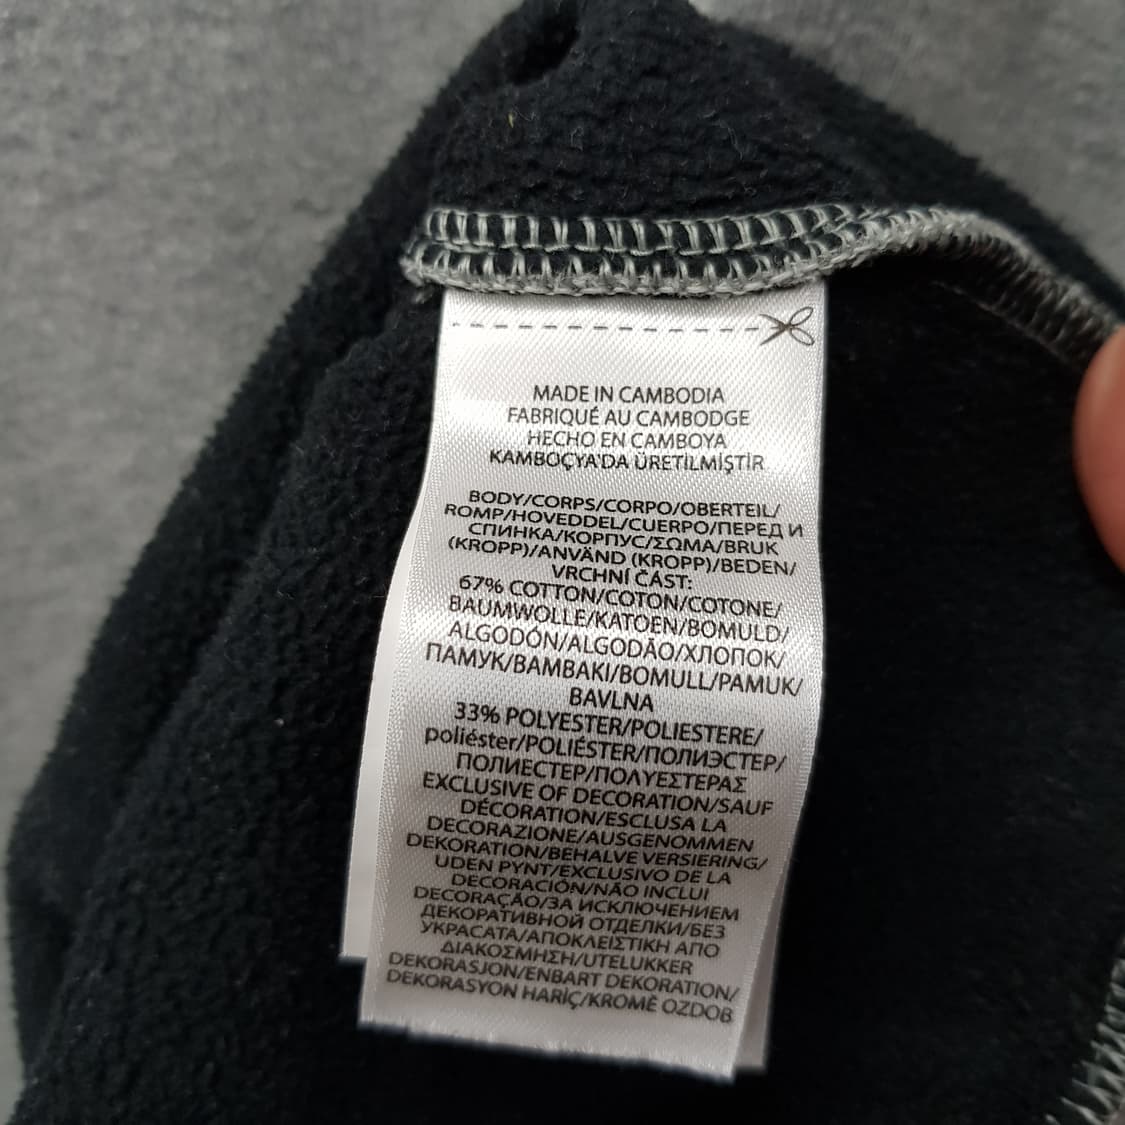 MADE IN CAMBODIA
FABRIQUÉ AU CAMBODGE
HECHO EN CAMBOYA
KAMBOÇYA'DA ÜRETİLMİŞTİR
BODY/CORPS/CORPO/OBERTEIL/
ROMP/HOVEDDEL/CUERPO/ПЕРЕД И
СПИНКА/КОРПУС/ΣΩΜΑ/BRUK
(KROPP)/ANVÄND (KROPP)/BEDEN/
VRCHNÍ ČÁST:
67% COTTON/COTON/COTONE/
BAUMWOLLE/KATOEN/BOMULD/
ALGODÓN/ALGODÃO/ХЛОПОК/
ПАМУК/ΒΑΜΒΑΚΙ/BOMULL/PAMUK/
BAVLNA
33% POLYESTER/POLIESTERE/
poliéster/POLIÉSTER/ПОЛИЭСТЕР/
ПОЛИЕСТЕР/ΠΟΛΥΕΣΤΕΡΑΣ
EXCLUSIVE OF DECORATION/SAUF
DÉCORATION/ESCLUSA LA
DECORAZIONE/AUSGENOMMEN
DEKORATION/BEHALVE VERSIERING/
UDEN PYNT/EXCLUSIVO DE LA
DECORACIÓN/NÃO INCLUI
DECORAÇÃO/ЗА ИСКЛЮЧЕНИЕМ
ДЕКОРАТИВНОЙ ОТДЕЛКИ/БЕЗ
УКРАСАТА/ΑΠΟΚΛΕΙΣΤΙΚΗ ΑΠΟ
ΔΙΑΚΟΣΜΗΣΗ/UTELUKKER
DEKORASJON/ENBART DEKORATION/
DEKORASYON HARİÇ/KROMĚ OZDOB